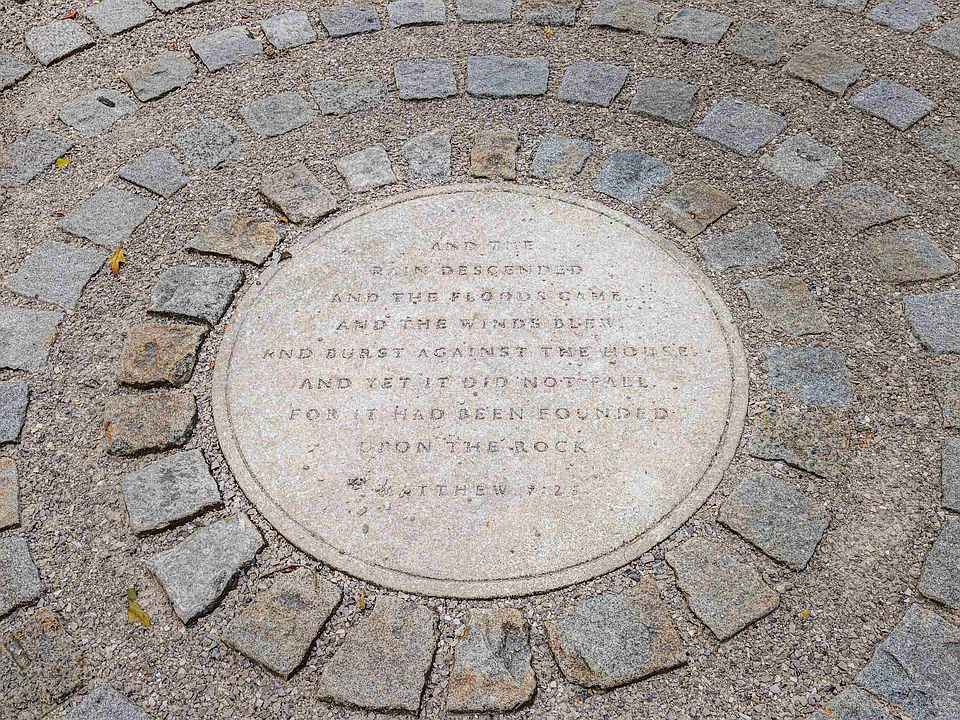 AND THE
RAIN DESCENDED
AND THE FLOODS CAME,
AND THE WINDS BLEW,
AND BURST AGAINST THE HOUSE,
AND YET IT DID NOT FALL,
FOR IT HAD BEEN FOUNDED
UPON THE ROCK
MATTHEW 7:25